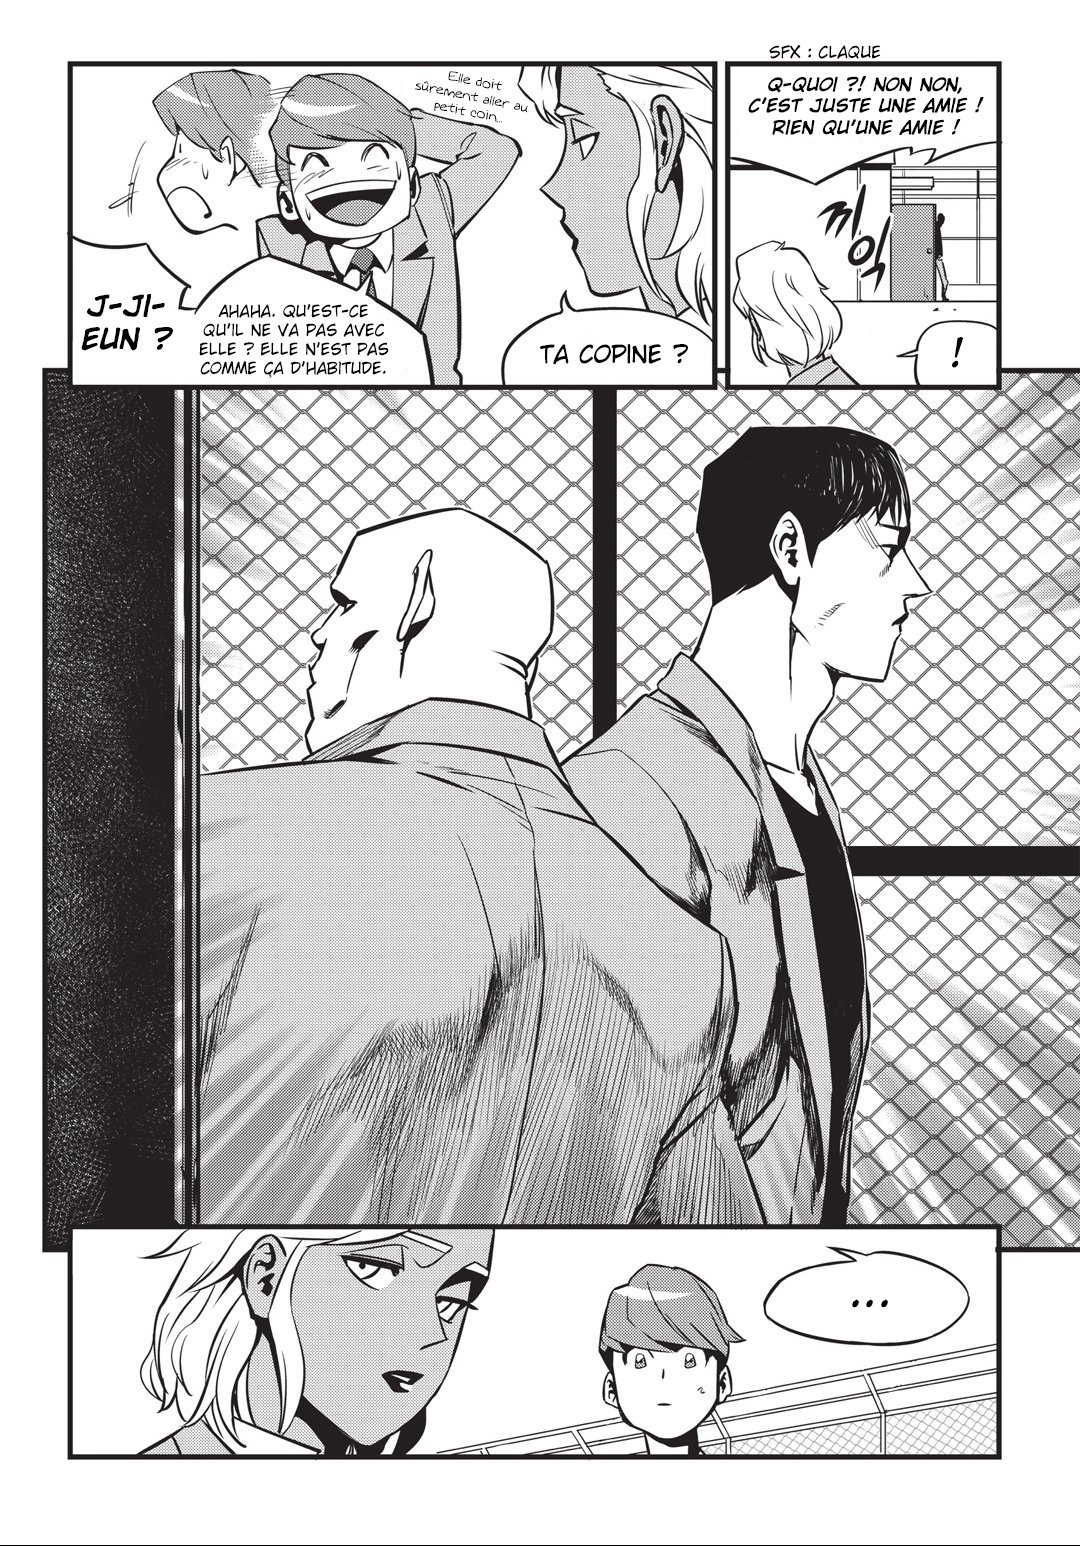 SFX : CLAQUE
J-JI-
EUN ?
AHAHA. QU'EST-CE
QU'IL NE VA PAS AVEC
ELLE ? ELLE N'EST PAS
COMME ÇA D'HABITUDE.
Elle doit
sûrement aller au
petit coin...
TA COPINE ?
Q-QUOI ?! NON NON,
C'EST JUSTE UNE AMIE !
RIEN QU'UNE AMIE !
끼익
!
...